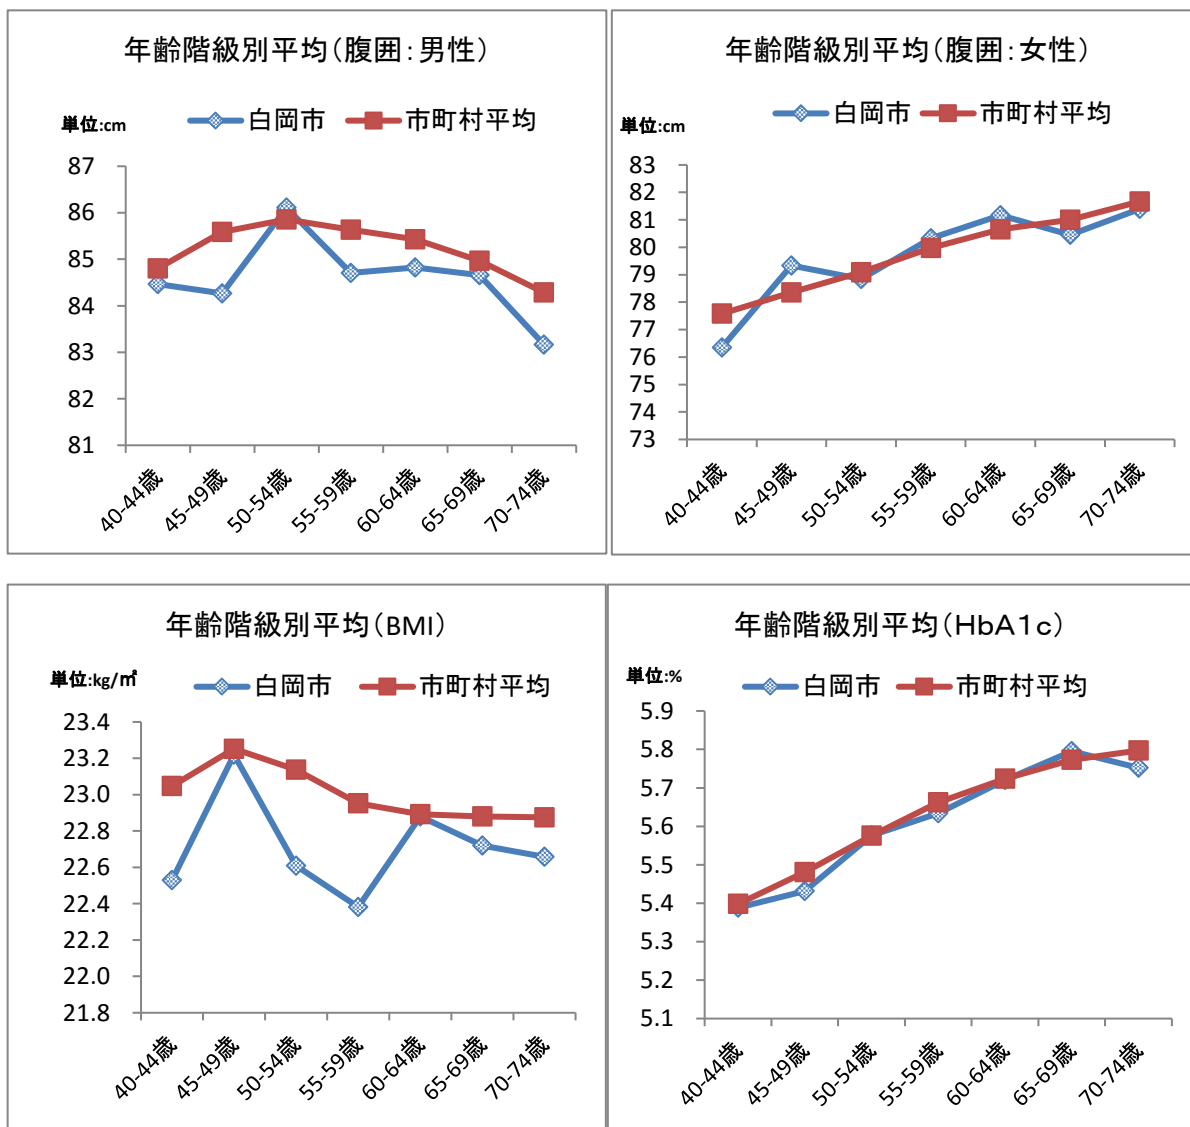 年齢階級別平均(腹囲:男性)
単位:cm
白岡市 市町村平均
87
86
85
84
83
82
81
40-44歳 45-49歳 50-54歳 55-59歳 60-64歳 65-69歳 70-74歳
年齢階級別平均(腹囲:女性)
単位:cm
白岡市 市町村平均
83
82
81
80
79
78
77
76
75
74
73
40-44歳 45-49歳 50-54歳 55-59歳 60-64歳 65-69歳 70-74歳
年齢階級別平均(BMI)
単位:kg/㎡
白岡市 市町村平均
23.4
23.2
23.0
22.8
22.6
22.4
22.2
22.0
21.8
40-44歳 45-49歳 50-54歳 55-59歳 60-64歳 65-69歳 70-74歳
年齢階級別平均(HbA1c)
単位:%
白岡市 市町村平均
5.9
5.8
5.7
5.6
5.5
5.4
5.3
5.2
5.1
40-44歳 45-49歳 50-54歳 55-59歳 60-64歳 65-69歳 70-74歳